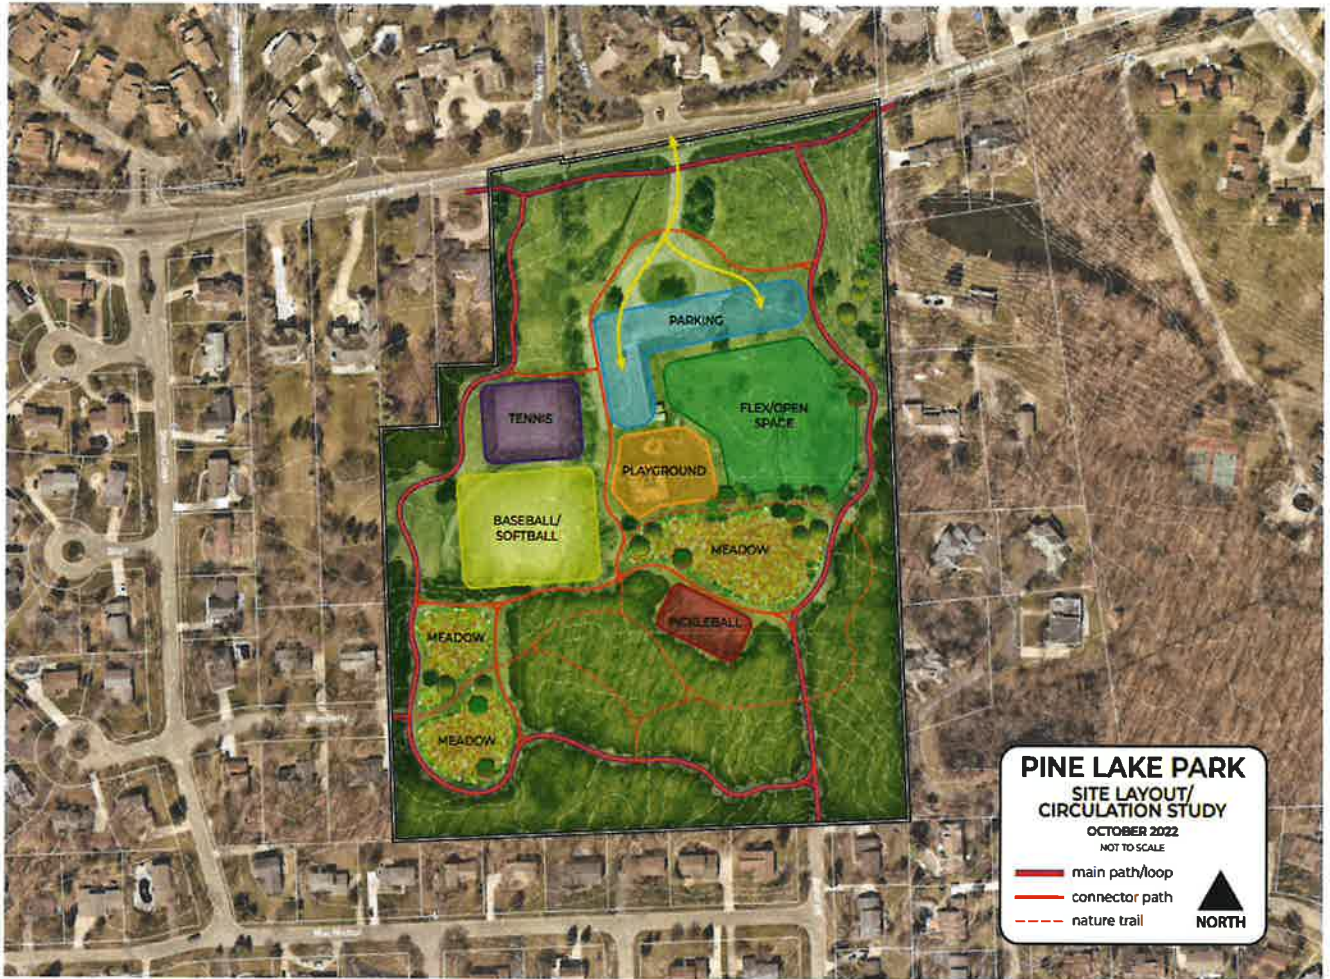 PARKING
TENNIS
FLEX/OPEN
SPACE
PLAYGROUND
BASEBALL/
SOFTBALL
MEADOW
PICKLEBALL
MEADOW
MEADOW
PINE LAKE PARK
SITE LAYOUT/
CIRCULATION STUDY
OCTOBER 2022
NOT TO SCALE
main path/loop
connector path
nature trail
NORTH